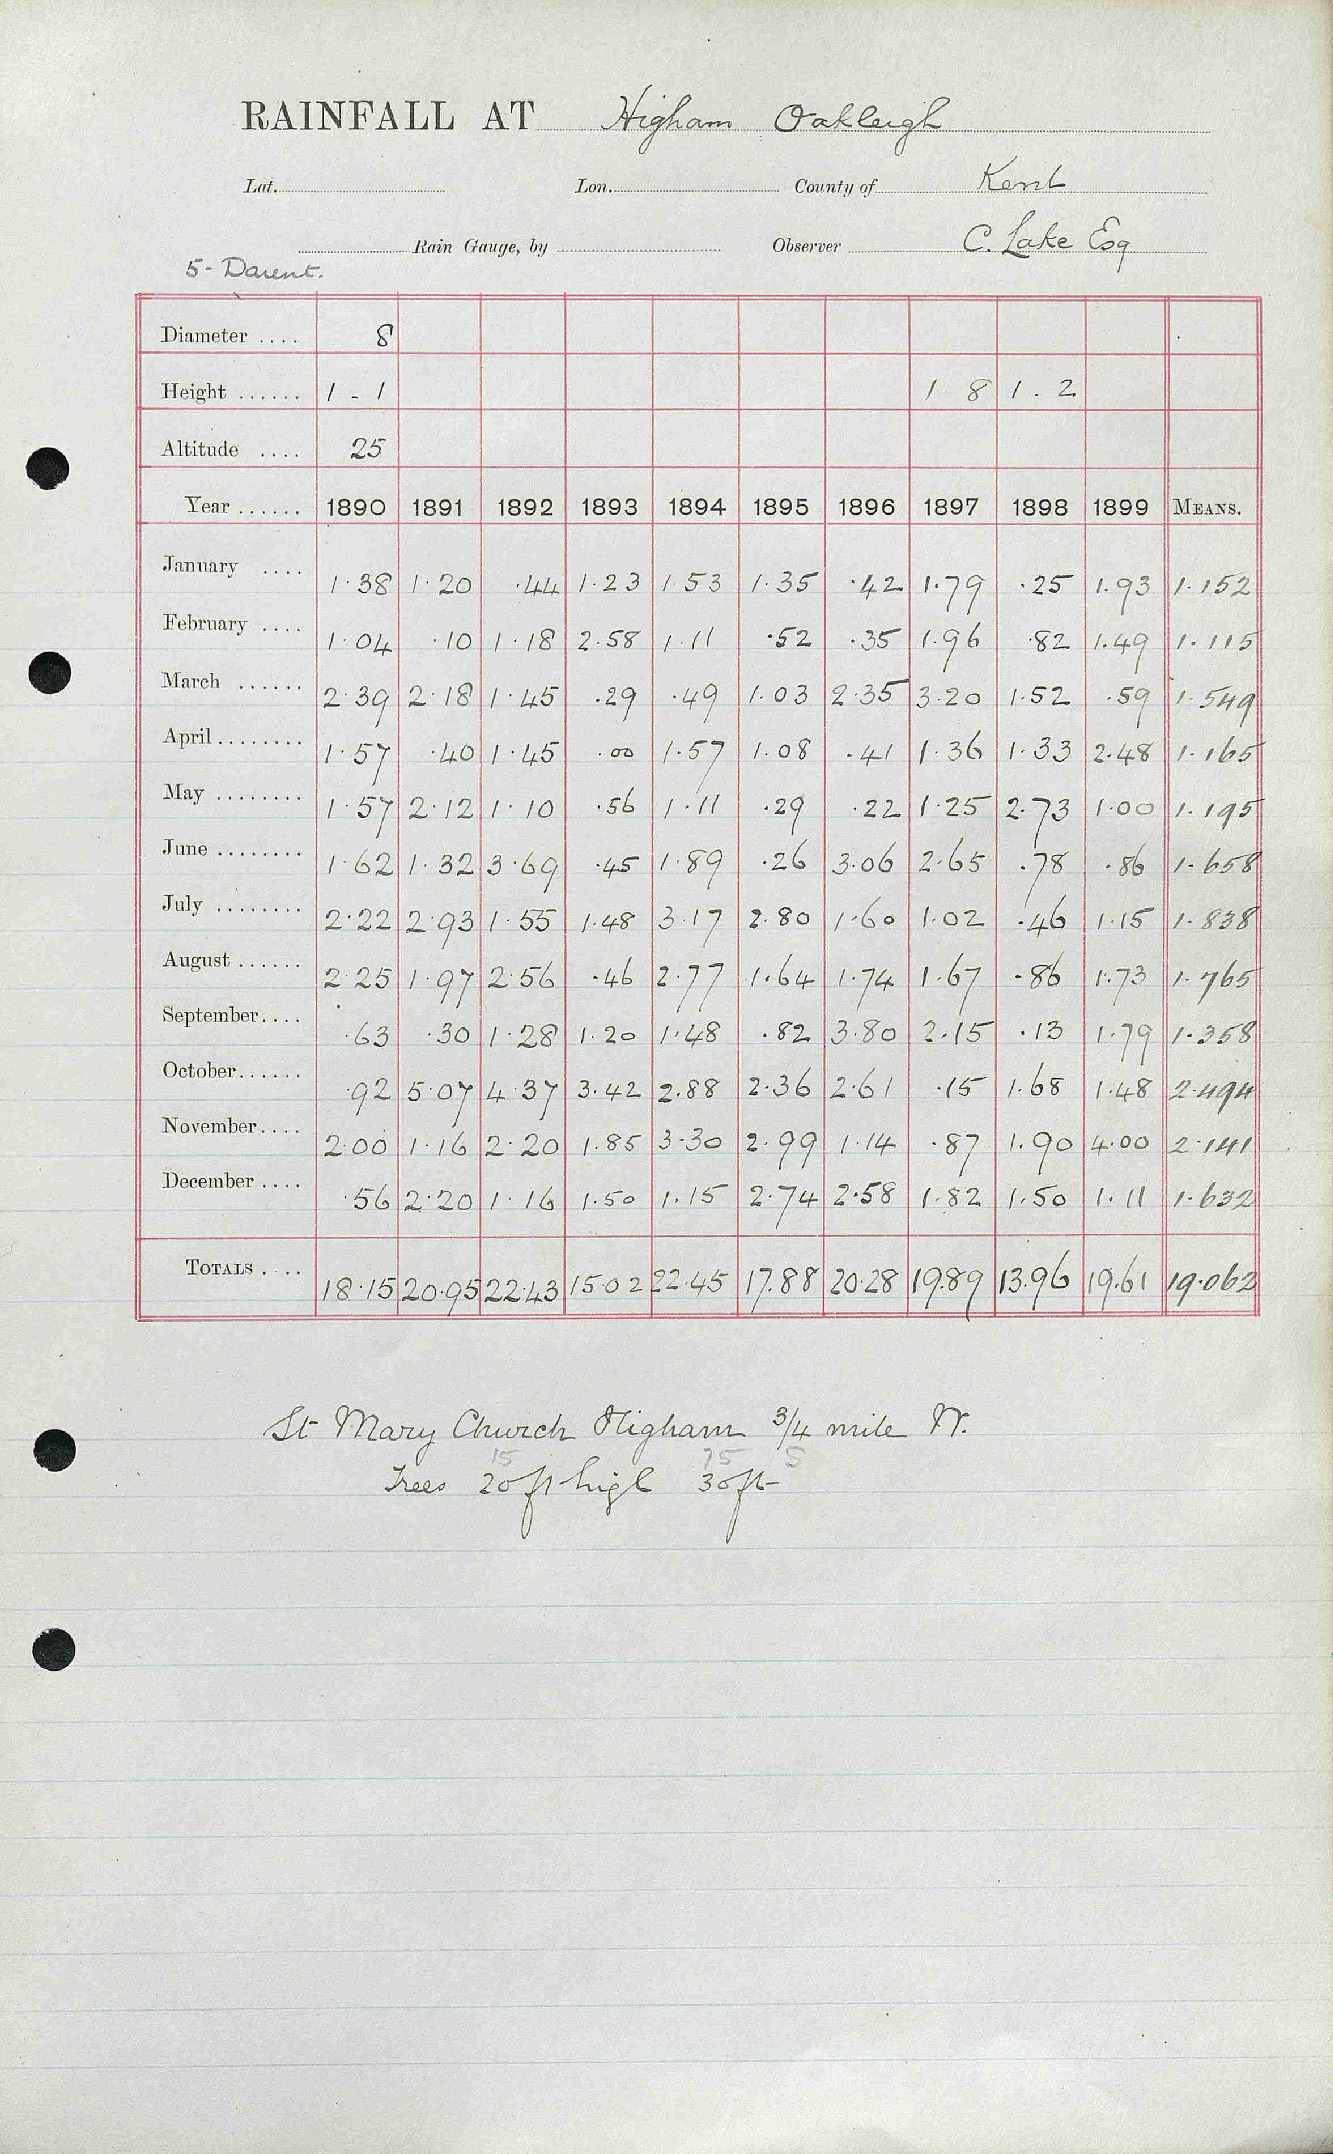 RAINFALL AT Higham Oakleigh
Lat. Lon. County of Kent
Rain Gauge, by Observer C. Lake Esq
5- Darent.
Diameter .... 8
Height ...... 1 - 1 1 8 1 . 2
Altitude .... 25
Year ...... 1890 1891 1892 1893 1894 1895 1896 1897 1898 1899 MEANS.
January .... 1.38 1.20 .44 1.23 1.53 1.35 .42 1.79 .25 1.93 1.152
February .... 1.04 .10 1.18 2.58 1.11 .52 .35 1.96 .82 1.49 1.115
March ...... 2.39 2.18 1.45 .29 .49 1.03 2.35 3.20 1.52 .59 1.549
April ........ 1.57 .40 1.45 .00 1.57 1.08 .41 1.36 1.33 2.48 1.165
May ........ 1.57 2.12 1.10 .56 1.11 .29 .22 1.25 2.73 1.00 1.195
June ........ 1.62 1.32 3.69 .45 1.89 .26 3.06 2.65 .78 .86 1.658
July ........ 2.22 2.93 1.55 1.48 3.17 2.80 1.60 1.02 .46 1.15 1.838
August ...... 2.25 1.97 2.56 .46 2.77 1.64 1.74 1.67 .86 1.73 1.765
September.... .63 .30 1.28 1.20 1.48 .82 3.80 2.15 .13 1.79 1.358
October...... .92 5.07 4.37 3.42 2.88 2.36 2.61 .15 1.68 1.48 2.494
November.... 2.00 1.16 2.20 1.85 3.30 2.99 1.14 .87 1.90 4.00 2.141
December .... .56 2.20 1.16 1.50 1.15 2.74 2.58 1.82 1.50 1.11 1.632
TOTALS .... 18.15 20.95 22.43 15.02 22.45 17.88 20.28 19.89 13.96 19.61 19.062
St Mary Church Higham 3/4 mile W.
15 75 S
Trees 20 ft high 30ft